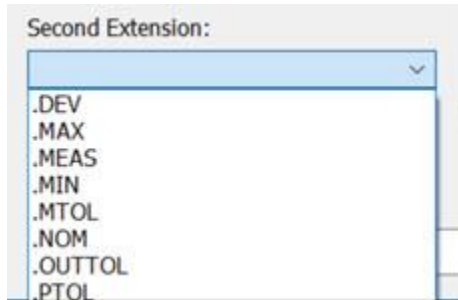 Second Extension:
.DEV
.MAX
.MEAS
.MIN
.MTOL
.NOM
.OUTTOL
.PTOL